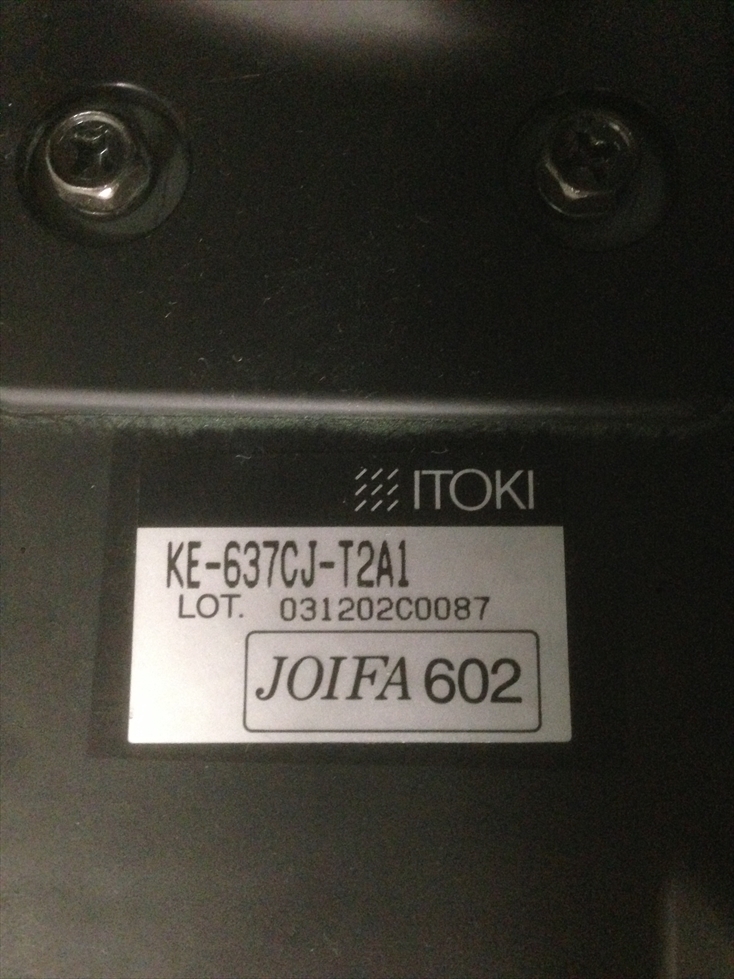 ITOKI
KE-637CJ-T2A1
LOT. 031202C0087
JOIFA 602